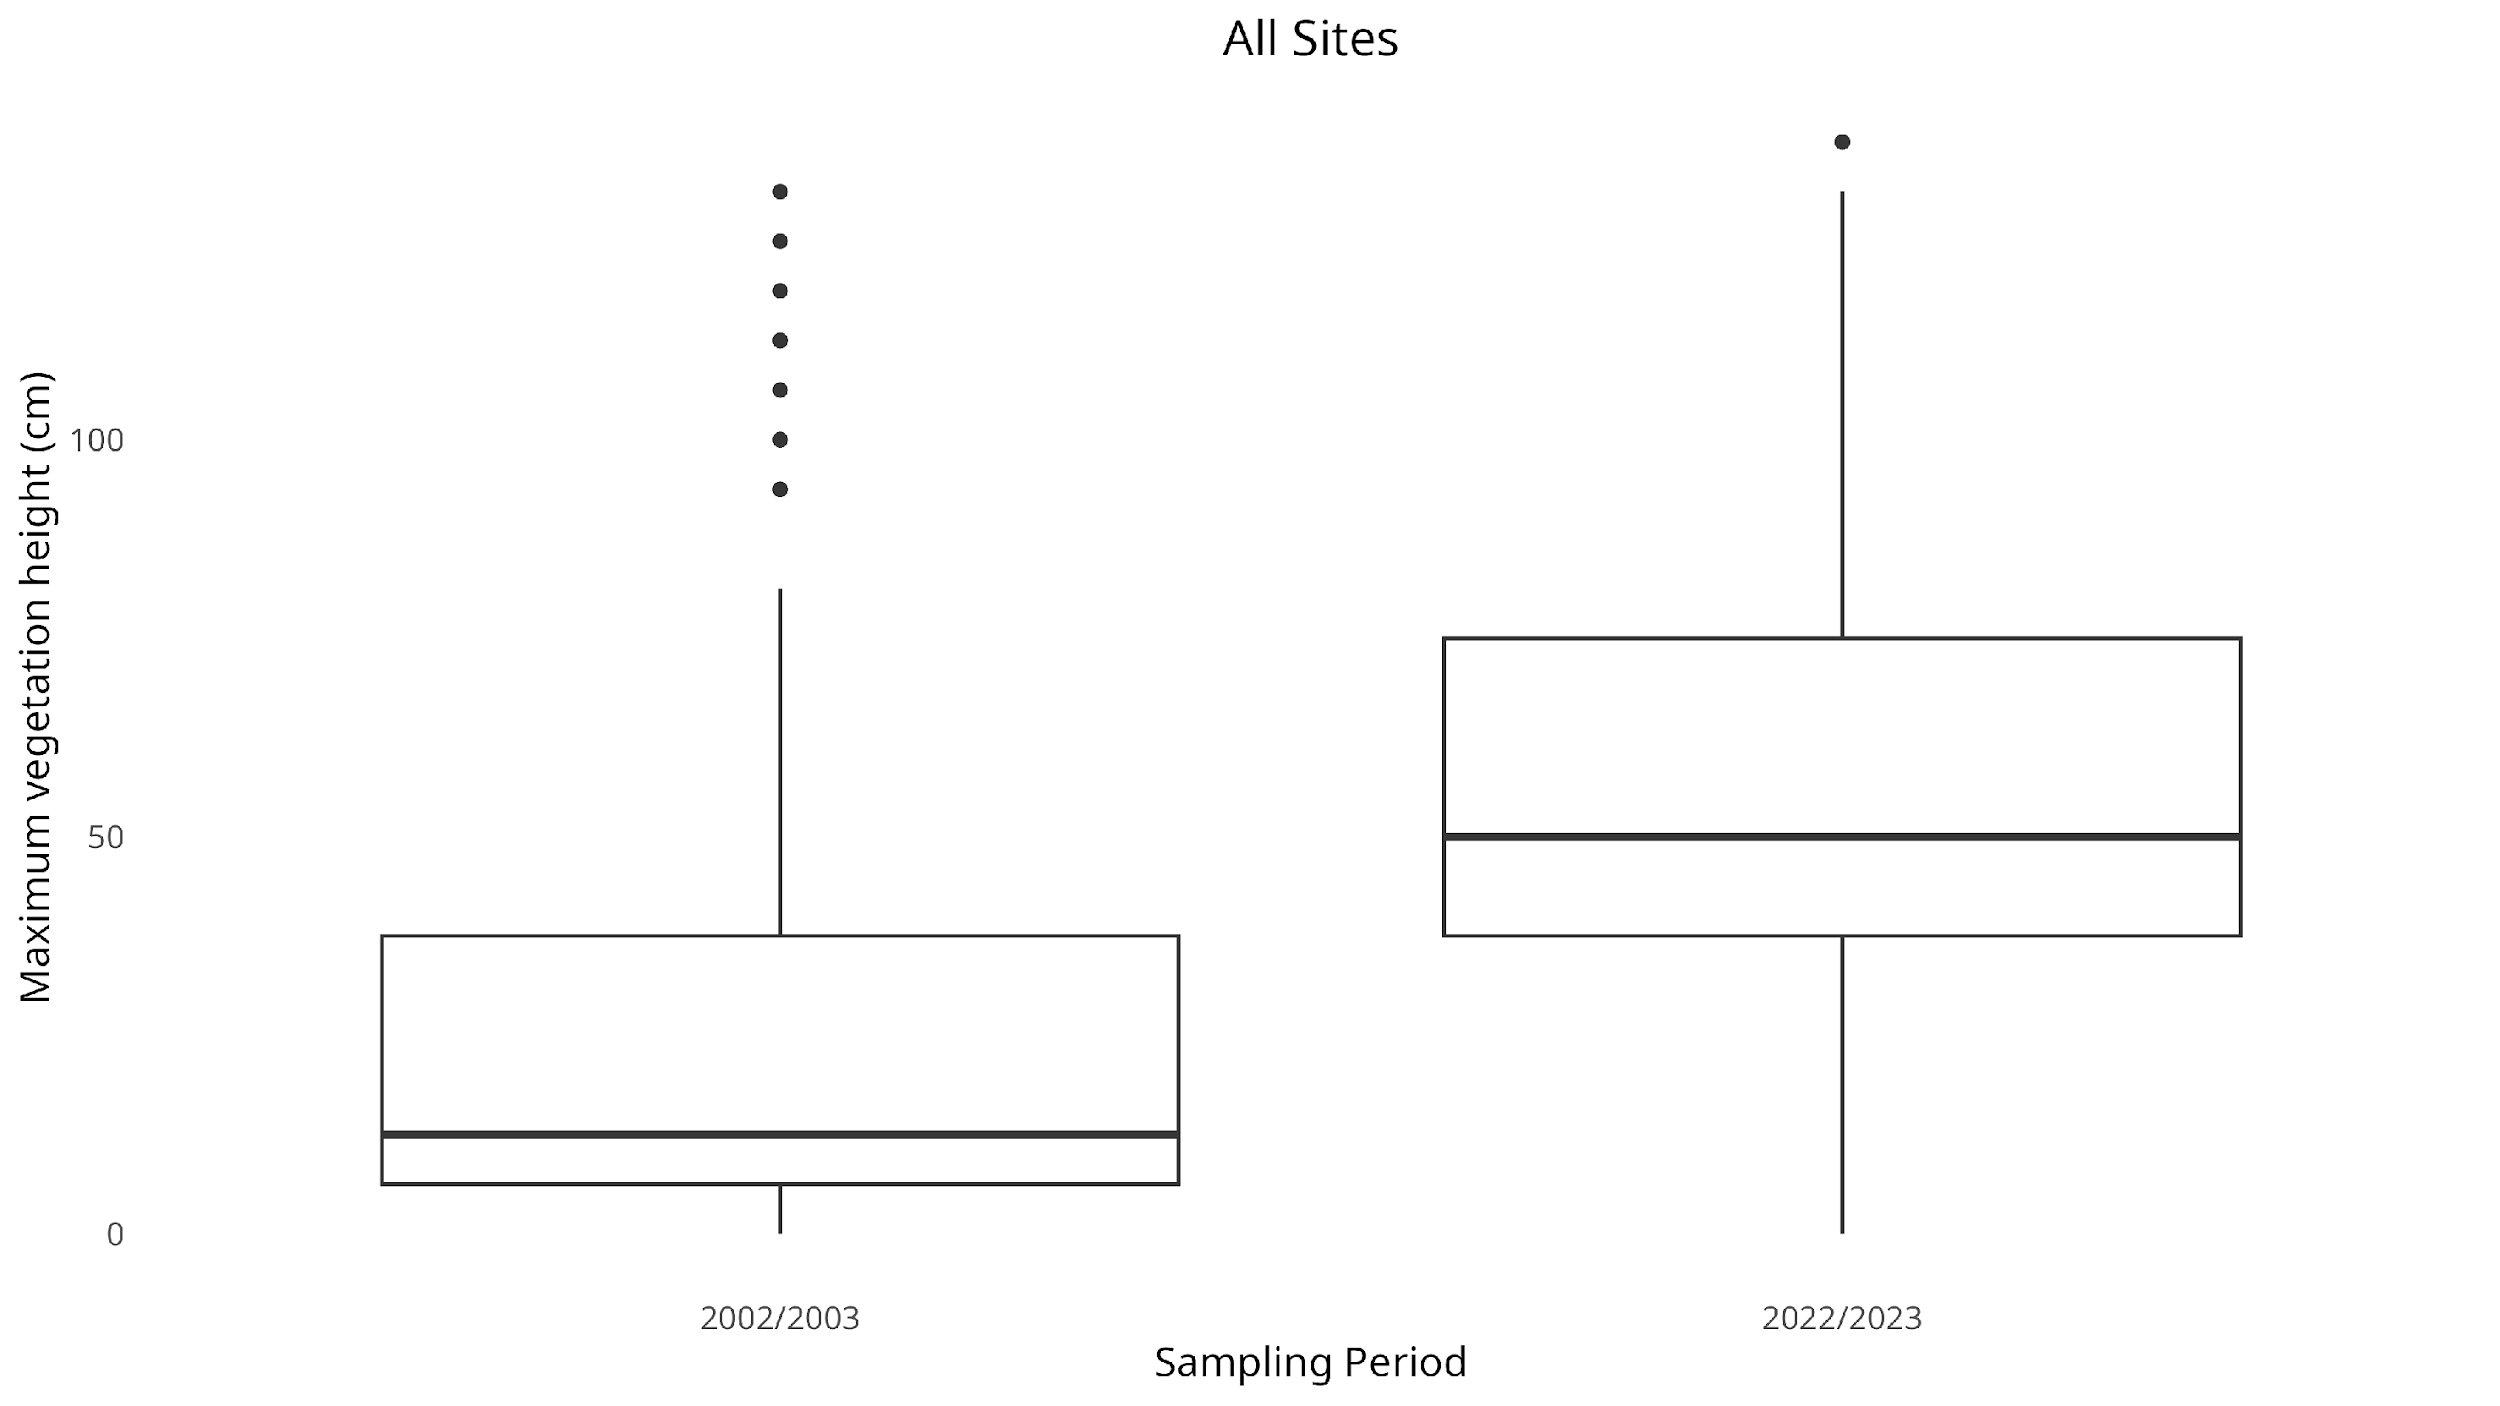 All Sites
Maximum vegetation height (cm)
100
50
0
2002/2003
2022/2023
Sampling Period